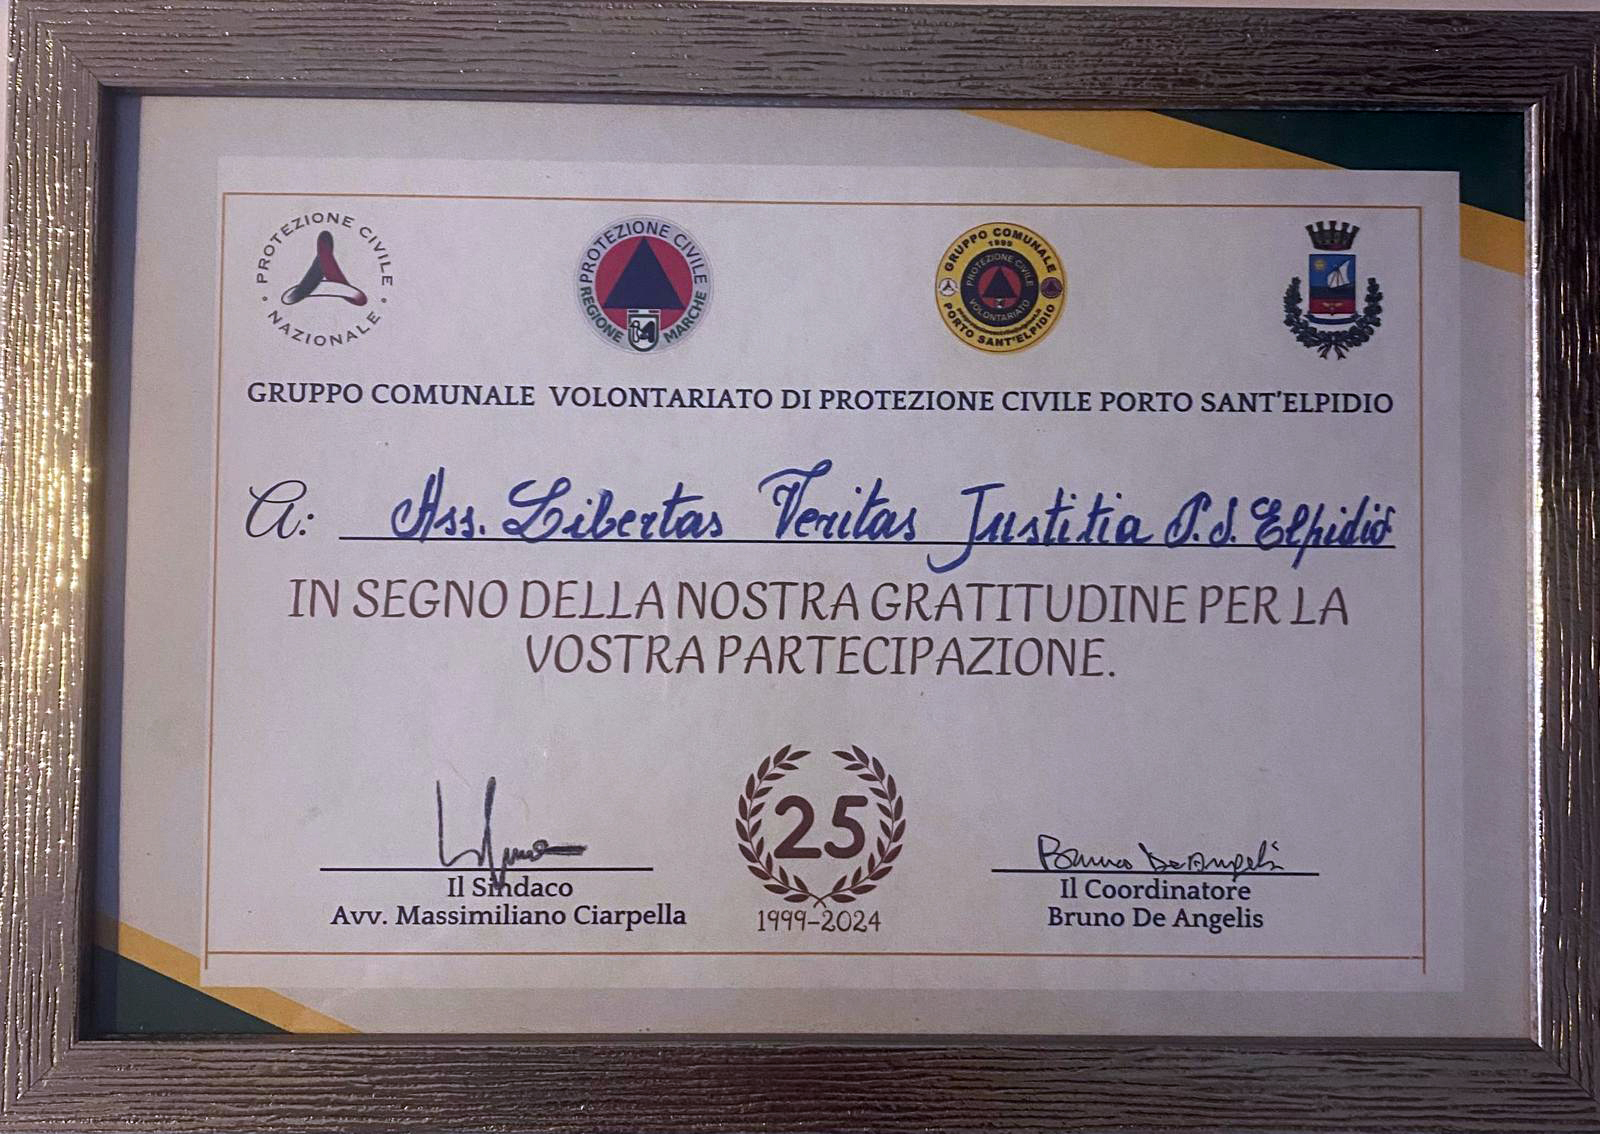 PROTEZIONE CIVILE
NAZIONALE
PROTEZIONE CIVILE
REGIONE MARCHE
GRUPPO COMUNALE
1999
PROTEZIONE CIVILE
VOLONTARIATO
PORTO SANT'ELPIDIO
GRUPPO COMUNALE VOLONTARIATO DI PROTEZIONE CIVILE PORTO SANT'ELPIDIO
A: Ass. Libertas Veritas Justitia P.S. Elpidio
IN SEGNO DELLA NOSTRA GRATITUDINE PER LA
VOSTRA PARTECIPAZIONE.
25
1999-2024
Il Sindaco
Avv. Massimiliano Ciarpella
Bruno De Angelis
Il Coordinatore
Bruno De Angelis